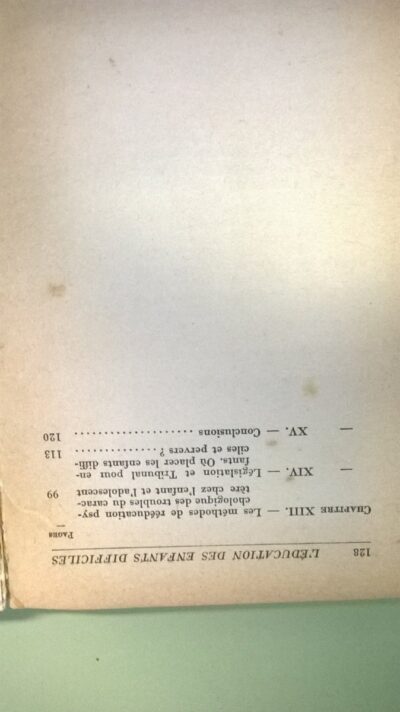 128 L'ÉDUCATION DES ENFANTS DIFFICILES
PAGES
—
CHAPITRE XIII. — Les méthodes de rééducation psy-
chologique des troubles du carac-
tère chez l'enfant et l'adolescent 99
— XIV. — Législation et Tribunal pour en-
fants. Où placer les enfants diffi-
ciles et pervers ? .............. 113
— XV. — Conclusions .................... 120